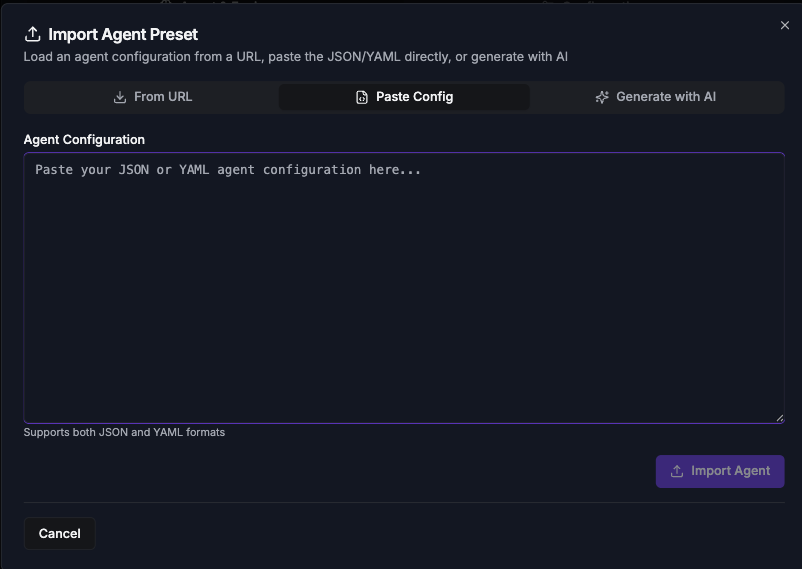 Import Agent Preset
Load an agent configuration from a URL, paste the JSON/YAML directly, or generate with AI
From URL
Paste Config
Generate with AI
Agent Configuration
Paste your JSON or YAML agent configuration here...
Supports both JSON and YAML formats
Import Agent
Cancel